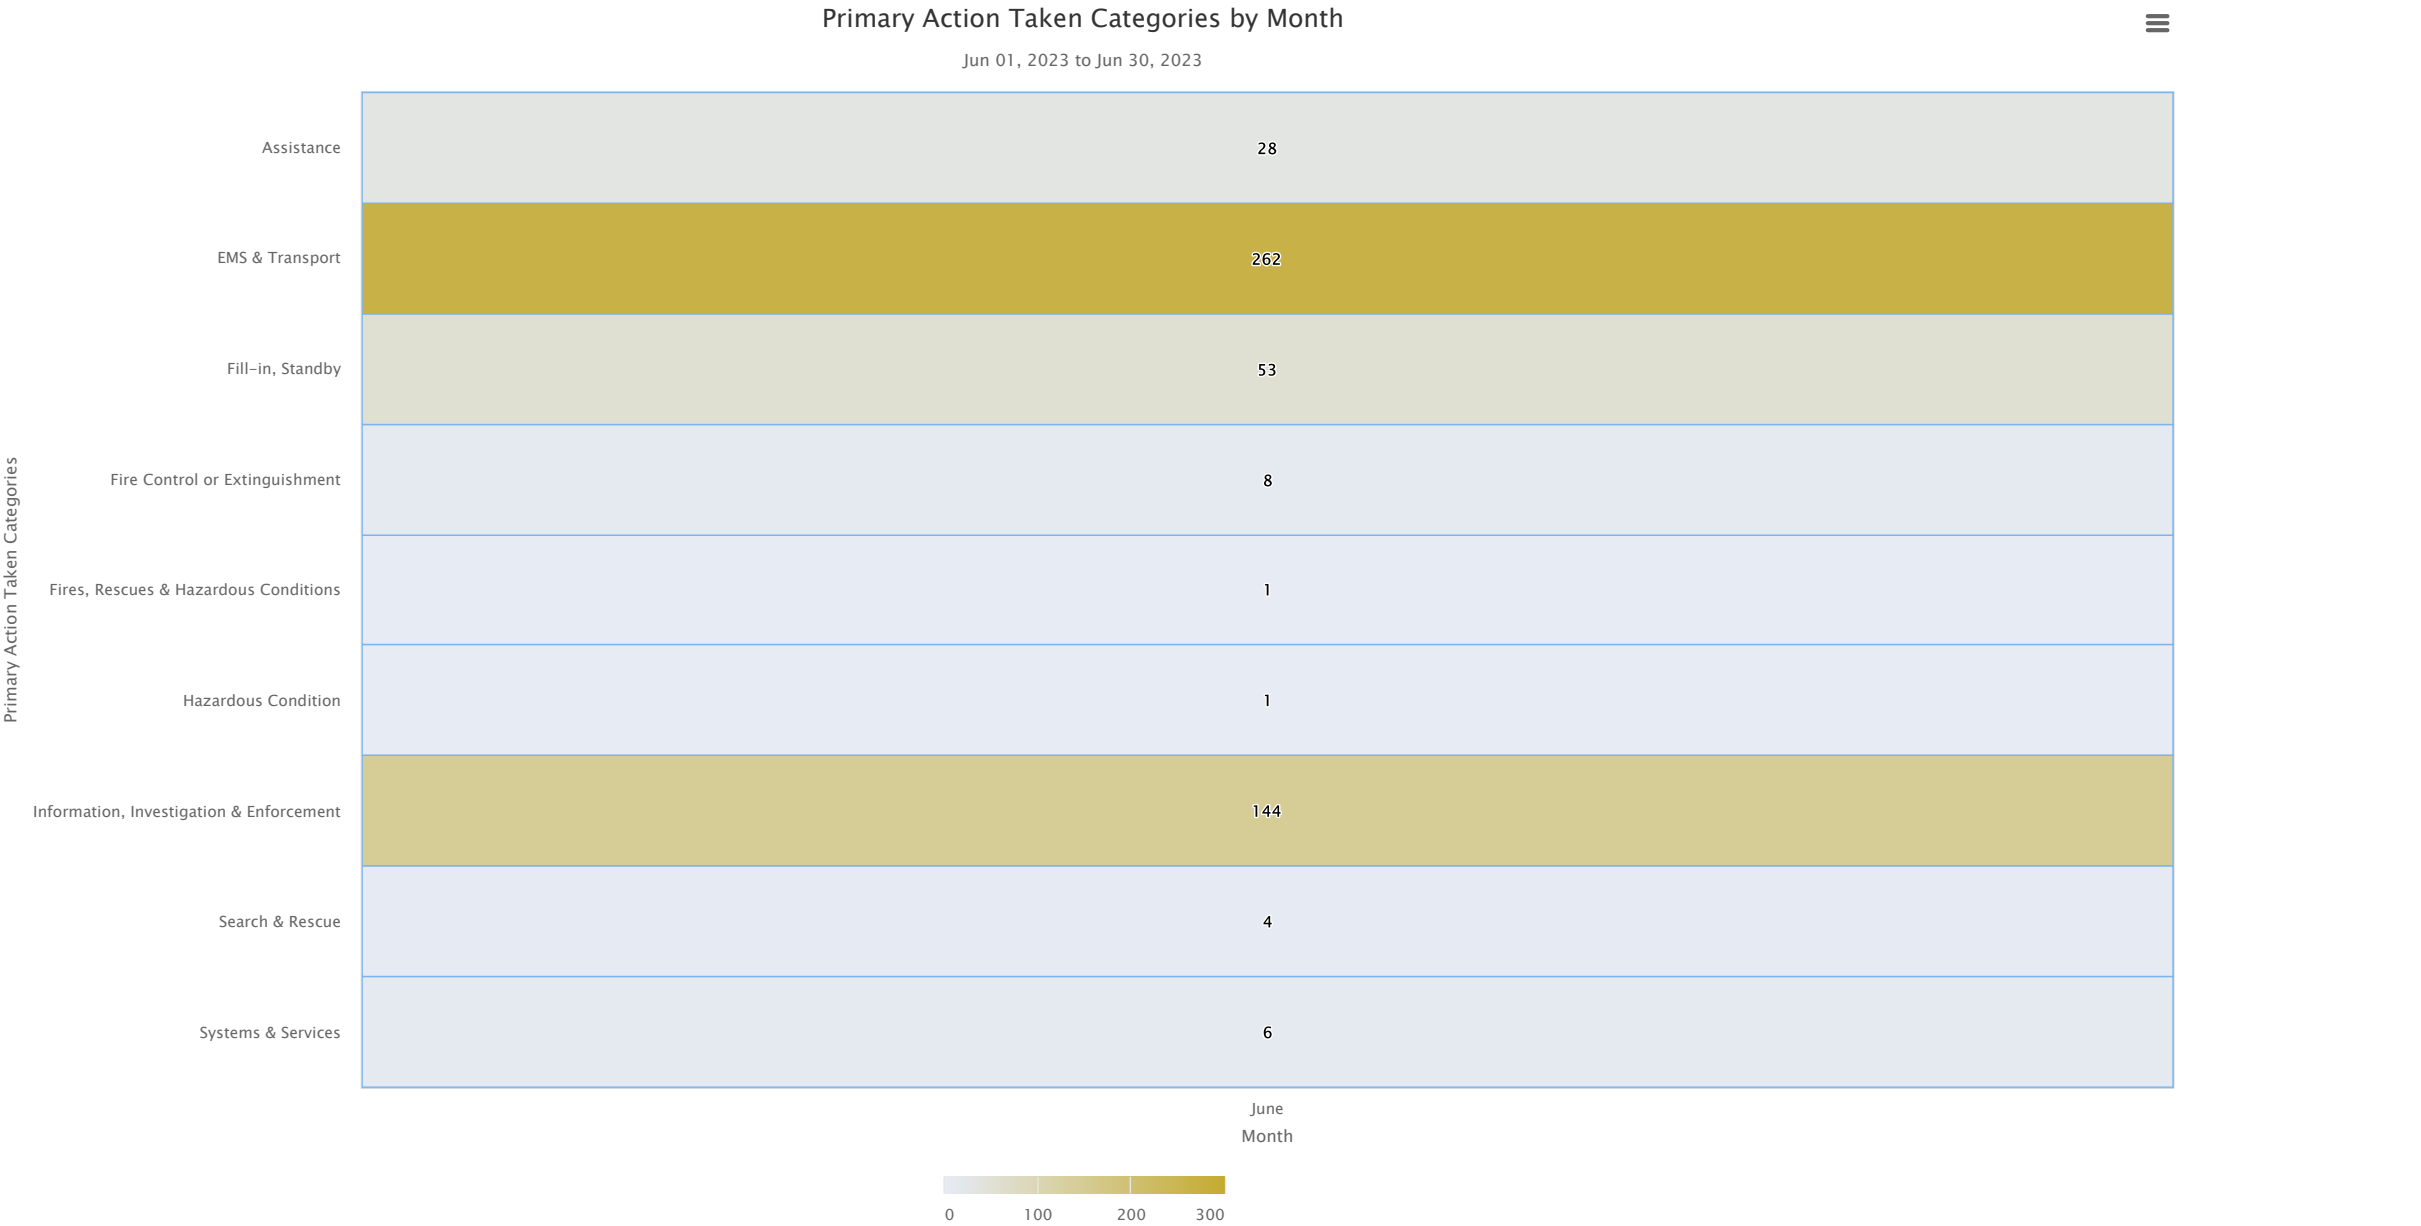 Primary Action Taken Categories by Month
Jun 01, 2023 to Jun 30, 2023
Primary Action Taken Categories
Assistance
28
EMS & Transport
262
Fill-in, Standby
53
Fire Control or Extinguishment
8
Fires, Rescues & Hazardous Conditions
1
Hazardous Condition
1
Information, Investigation & Enforcement
144
Search & Rescue
4
Systems & Services
6
June
Month
0 100 200 300